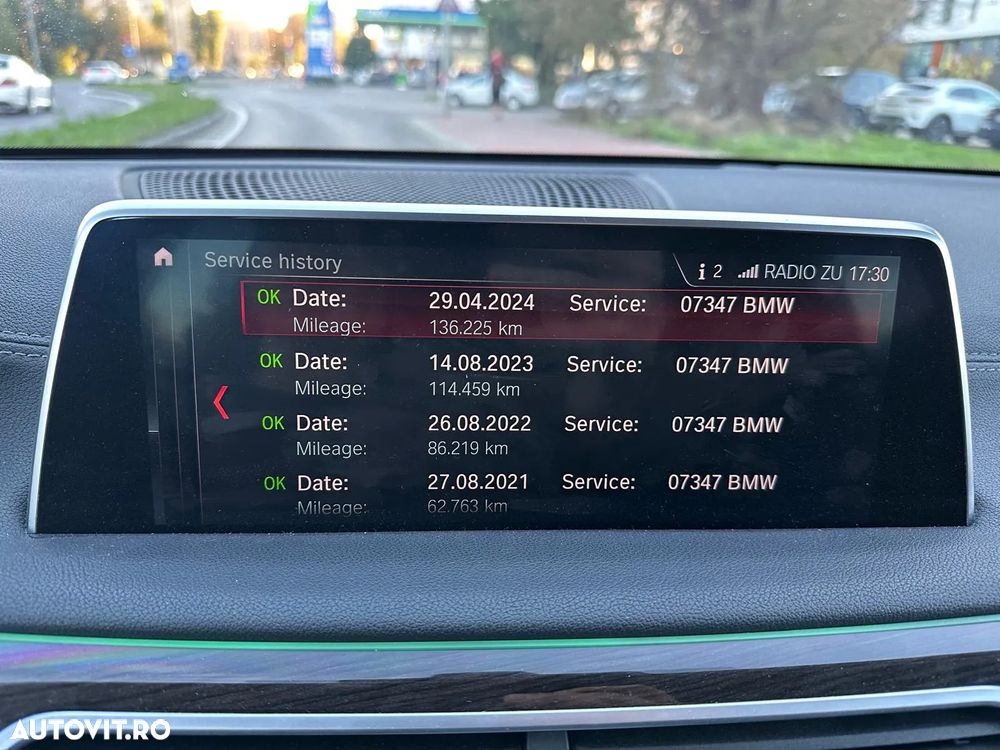 Service history
i 2 RADIO ZU 17:30
OK Date: 29.04.2024 Service: 07347 BMW
Mileage: 136.225 km
OK Date: 14.08.2023 Service: 07347 BMW
Mileage: 114.459 km
OK Date: 26.08.2022 Service: 07347 BMW
Mileage: 86.219 km
OK Date: 27.08.2021 Service: 07347 BMW
Mileage: 62.763 km
AUTOVIT.RO